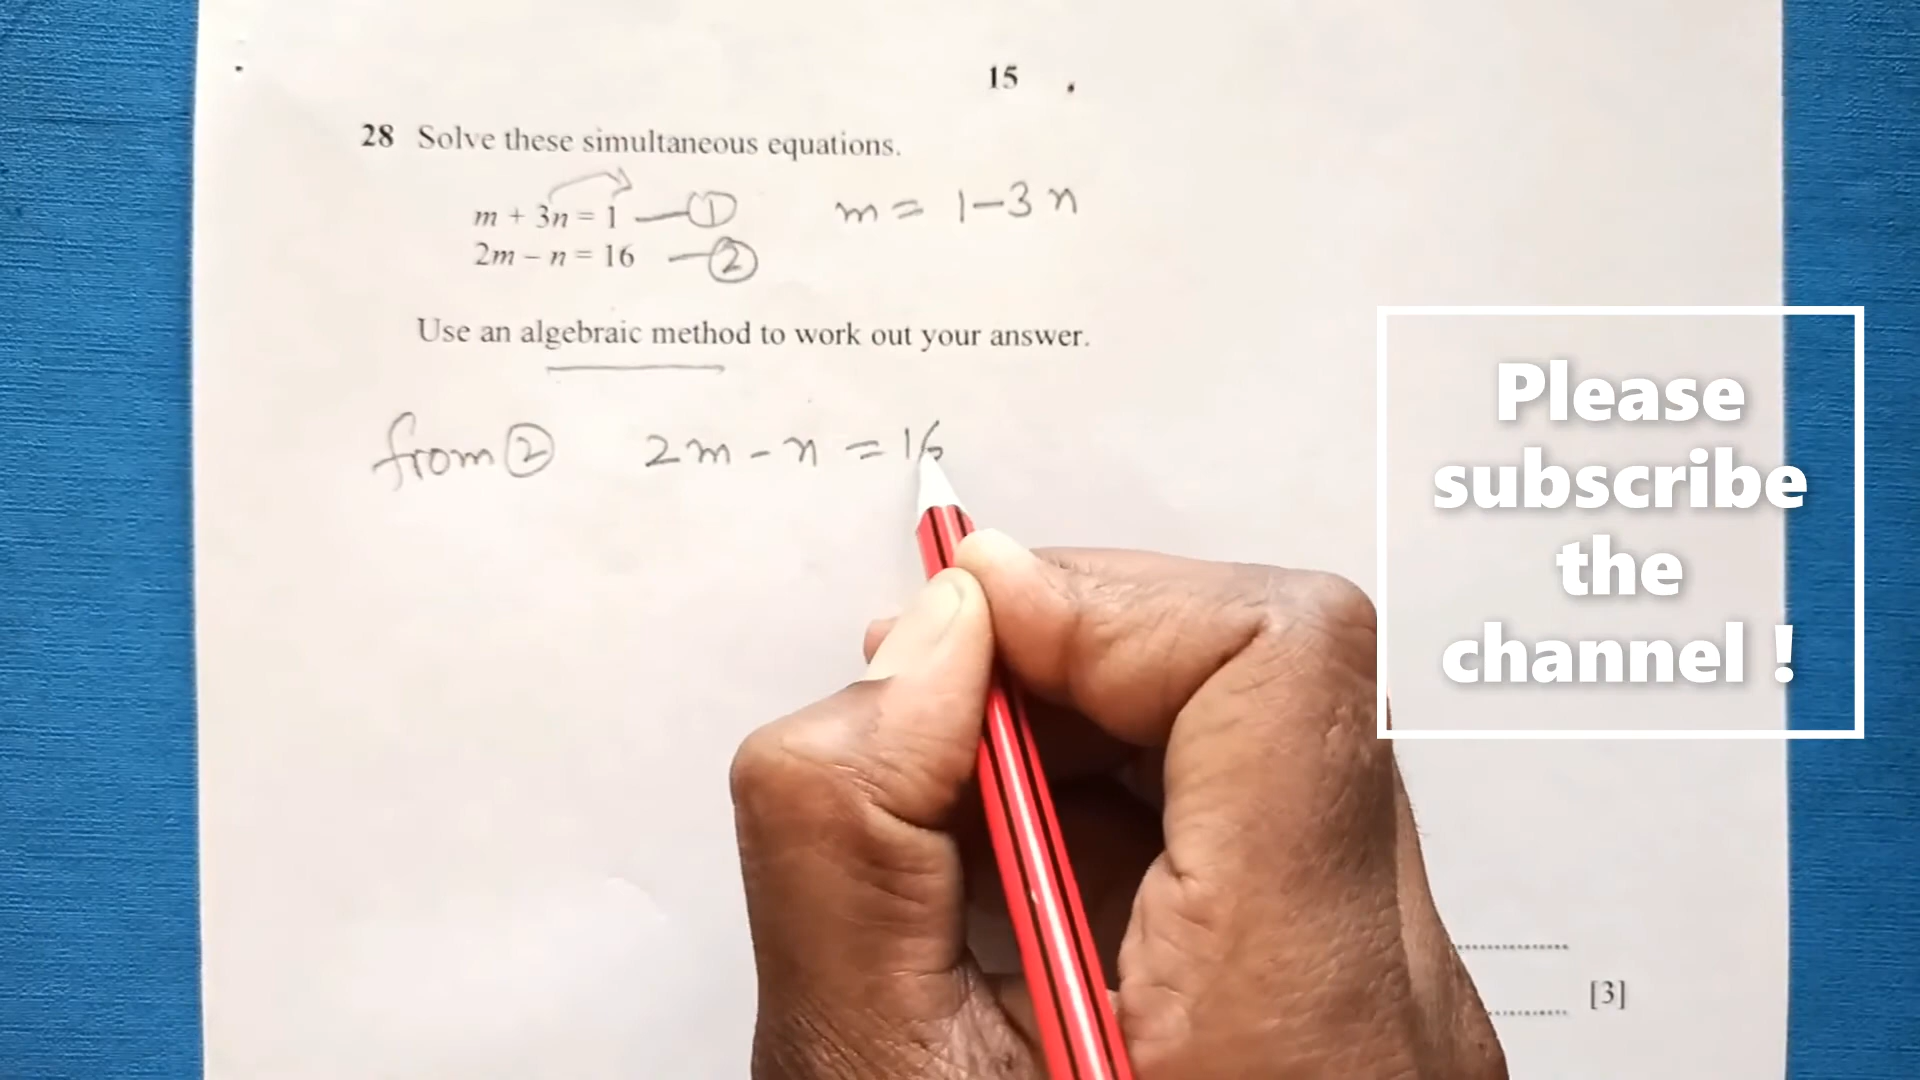 15
28 Solve these simultaneous equations.
m + 3n = 1 — ①
m = 1 – 3n
2m – n = 16 — ②
Use an algebraic method to work out your answer.
from ② 2m – n = 16
Please
subscribe
the
channel !
[3]